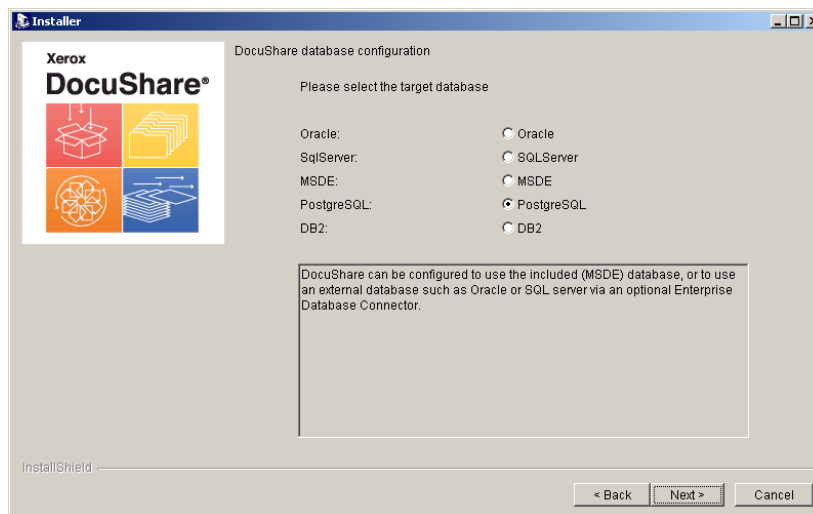 Installer
Xerox
DocuShare®
DocuShare database configuration
Please select the target database
Oracle: Oracle
SqlServer: SQLServer
MSDE: MSDE
PostgreSQL: PostgreSQL
DB2: DB2
DocuShare can be configured to use the included (MSDE) database, or to use
an external database such as Oracle or SQL server via an optional Enterprise
Database Connector.
InstallShield
< Back Next > Cancel